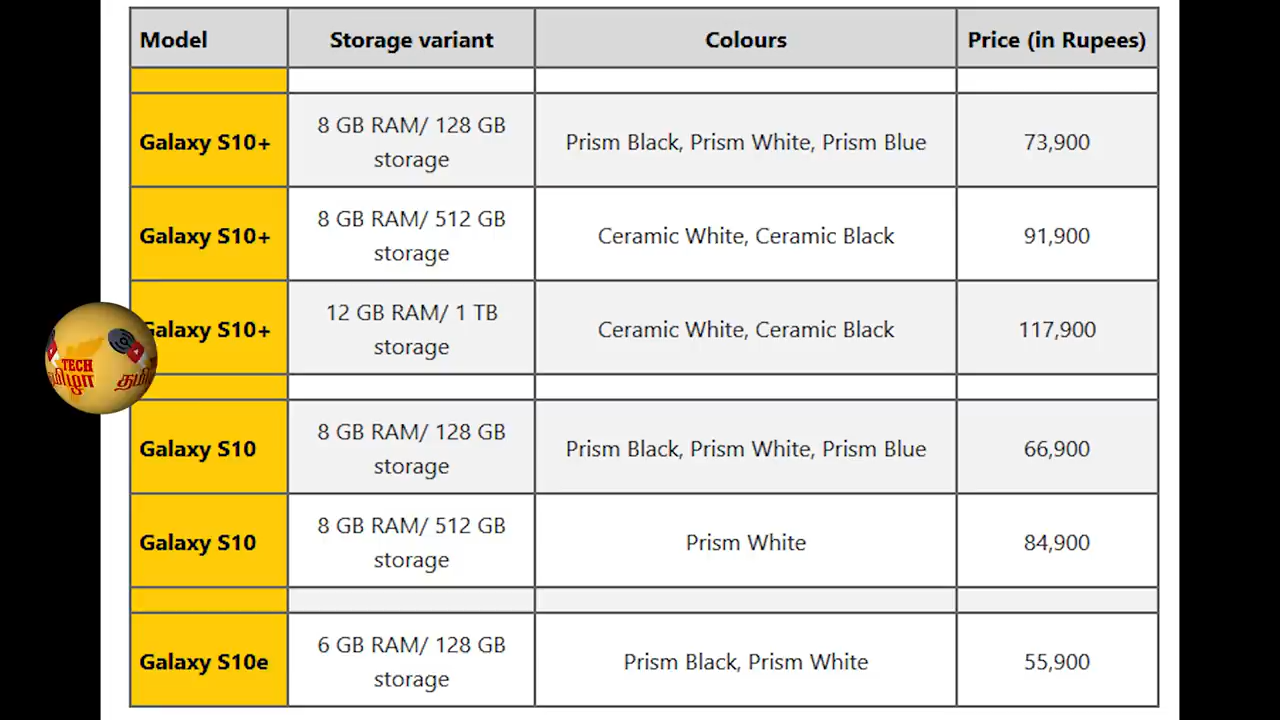 Model Storage variant Colours Price (in Rupees)
Galaxy S10+ 8 GB RAM/ 128 GB storage Prism Black, Prism White, Prism Blue 73,900
Galaxy S10+ 8 GB RAM/ 512 GB storage Ceramic White, Ceramic Black 91,900
Galaxy S10+ 12 GB RAM/ 1 TB storage Ceramic White, Ceramic Black 117,900
TECH
Galaxy S10 8 GB RAM/ 128 GB storage Prism Black, Prism White, Prism Blue 66,900
Galaxy S10 8 GB RAM/ 512 GB storage Prism White 84,900
Galaxy S10e 6 GB RAM/ 128 GB storage Prism Black, Prism White 55,900